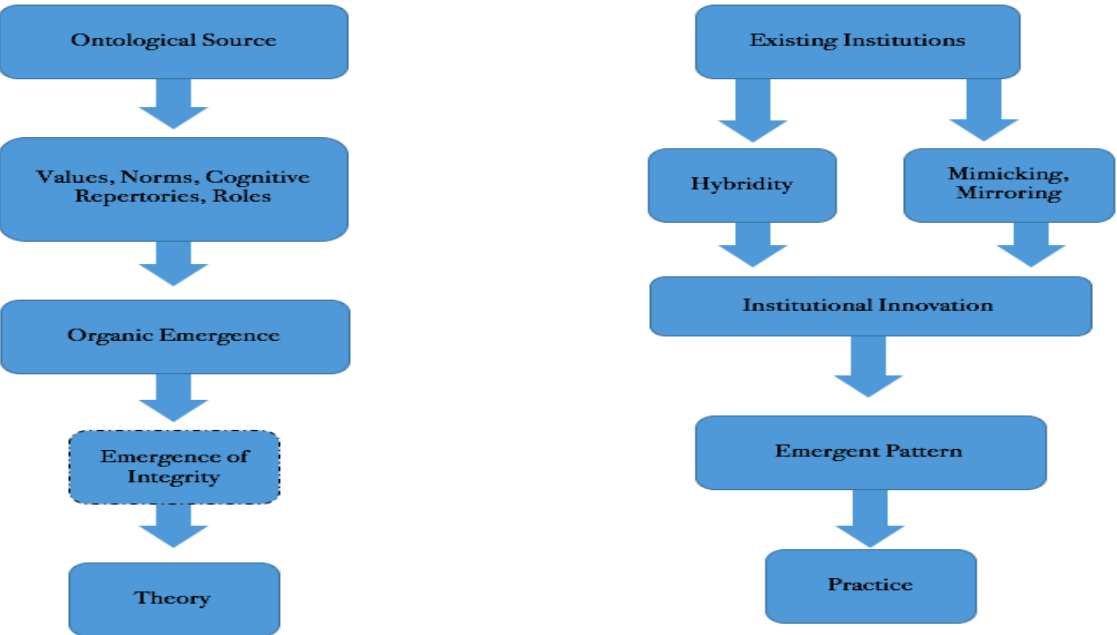 Ontological Source
Values, Norms, Cognitive
Repertories, Roles
Organic Emergence
Emergence of
Integrity
Theory
Existing Institutions
Hybridity
Mimicking,
Mirroring
Institutional Innovation
Emergent Pattern
Practice